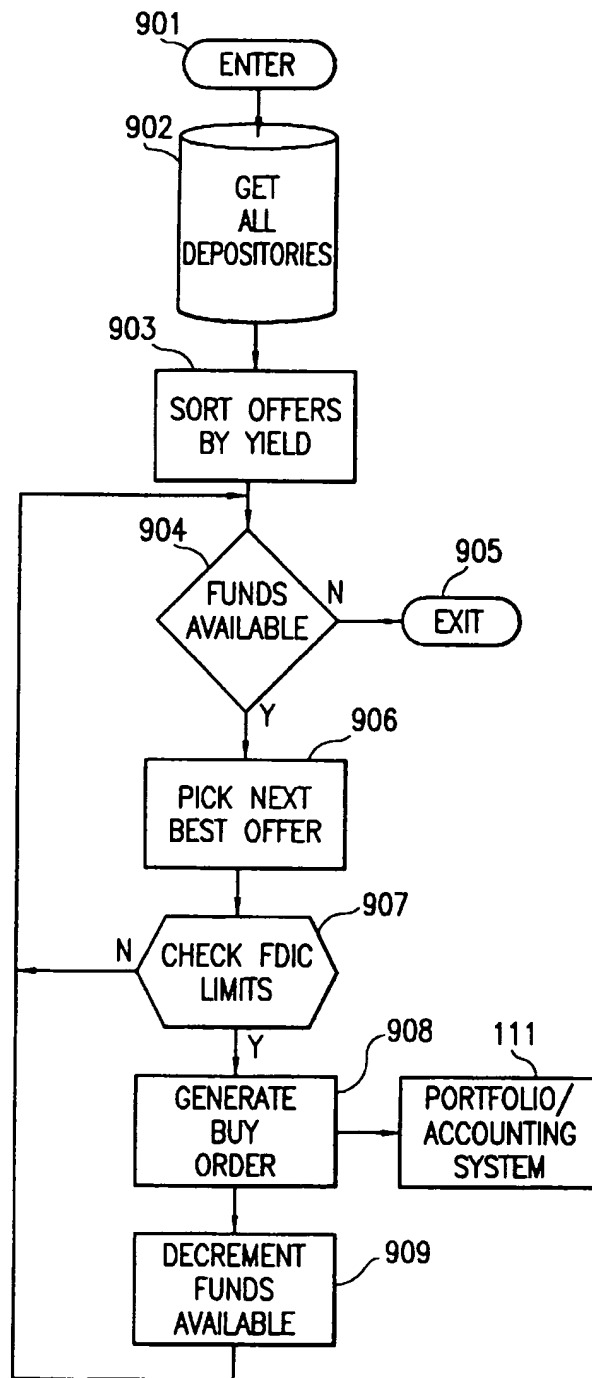 901
ENTER
902
GET
ALL
DEPOSITORIES
903
SORT OFFERS
BY YIELD
904
FUNDS
AVAILABLE
N
905
EXIT
Y
906
PICK NEXT
BEST OFFER
907
N
CHECK FDIC
LIMITS
Y
908
GENERATE
BUY
ORDER
111
PORTFOLIO/
ACCOUNTING
SYSTEM
909
DECREMENT
FUNDS
AVAILABLE